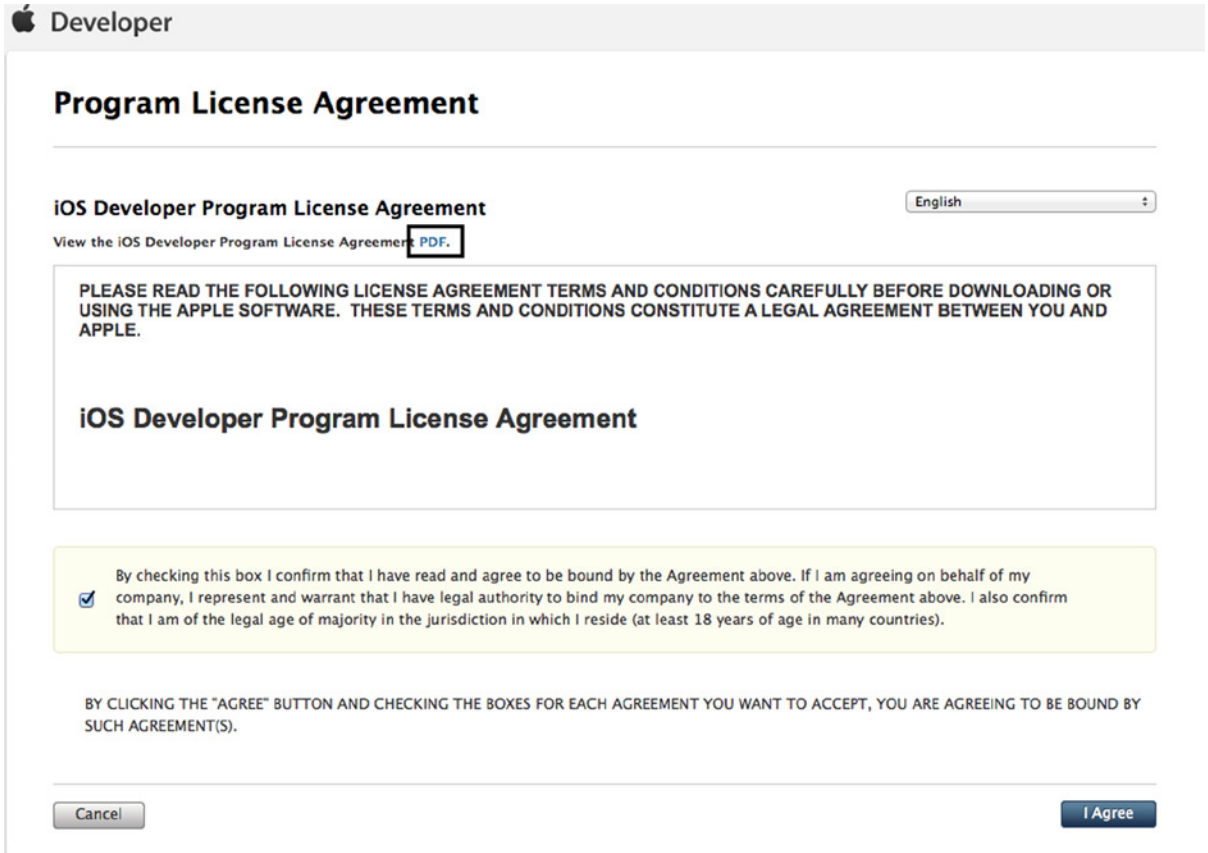 Developer
Program License Agreement
iOS Developer Program License Agreement
English
View the iOS Developer Program License Agreement PDF.
PLEASE READ THE FOLLOWING LICENSE AGREEMENT TERMS AND CONDITIONS CAREFULLY BEFORE DOWNLOADING OR
USING THE APPLE SOFTWARE.  THESE TERMS AND CONDITIONS CONSTITUTE A LEGAL AGREEMENT BETWEEN YOU AND
APPLE.
iOS Developer Program License Agreement
By checking this box I confirm that I have read and agree to be bound by the Agreement above. If I am agreeing on behalf of my
company, I represent and warrant that I have legal authority to bind my company to the terms of the Agreement above. I also confirm
that I am of the legal age of majority in the jurisdiction in which I reside (at least 18 years of age in many countries).
BY CLICKING THE "AGREE" BUTTON AND CHECKING THE BOXES FOR EACH AGREEMENT YOU WANT TO ACCEPT, YOU ARE AGREEING TO BE BOUND BY
SUCH AGREEMENT(S).
Cancel
I Agree